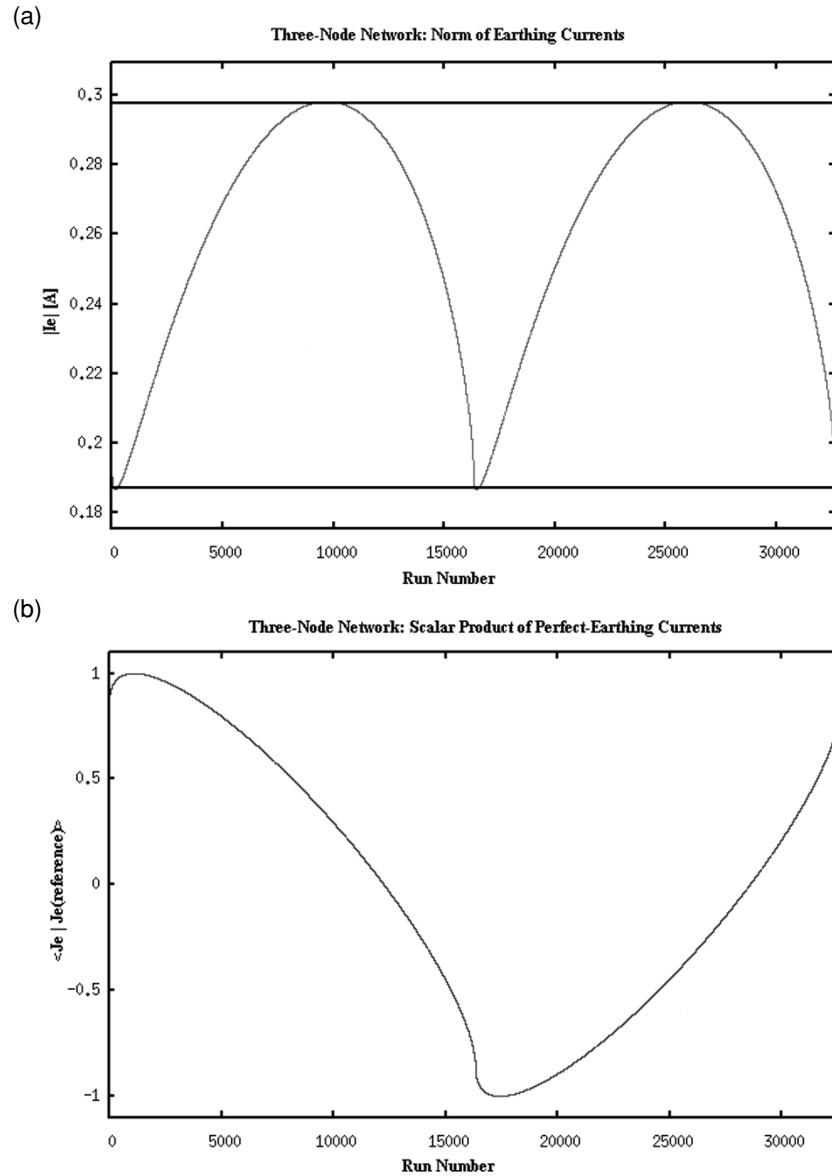 (a)
Three-Node Network: Norm of Earthing Currents
|Ie| [A]
0.3
0.28
0.26
0.24
0.22
0.2
0.18
0 5000 10000 15000 20000 25000 30000
Run Number
(b)
Three-Node Network: Scalar Product of Perfect-Earthing Currents
<Je | Je(reference)>
1
0.5
0
-0.5
-1
0 5000 10000 15000 20000 25000 30000
Run Number